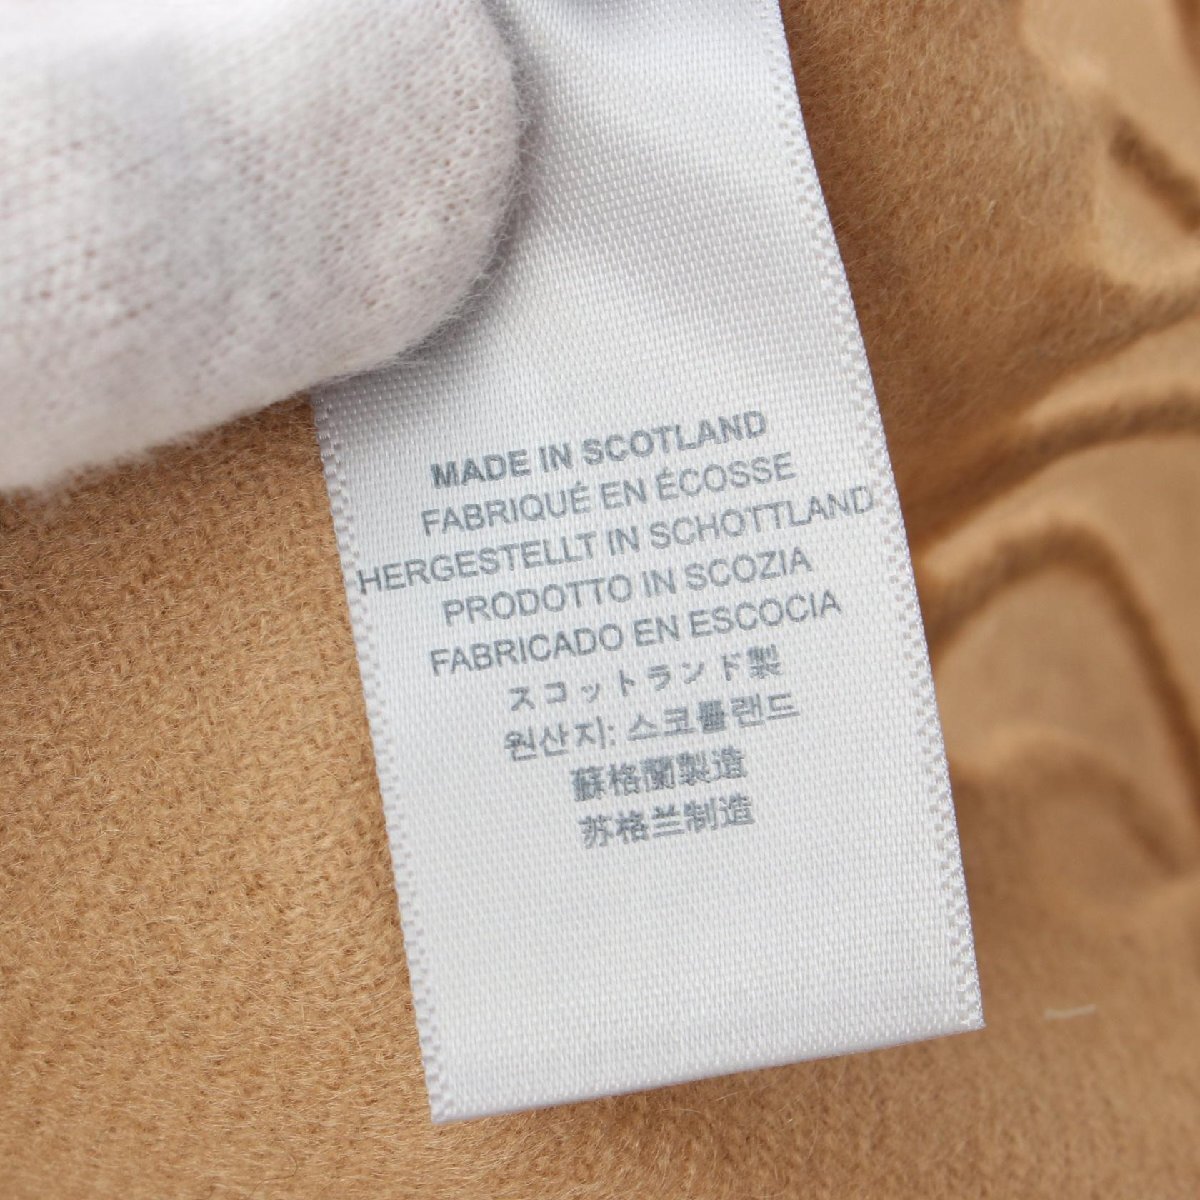 MADE IN SCOTLAND
FABRIQUÉ EN ÉCOSSE
HERGESTELLT IN SCHOTTLAND
PRODOTTO IN SCOZIA
FABRICADO EN ESCOCIA
スコットランド製
원산지: 스코틀랜드
蘇格蘭製造
苏格兰制造